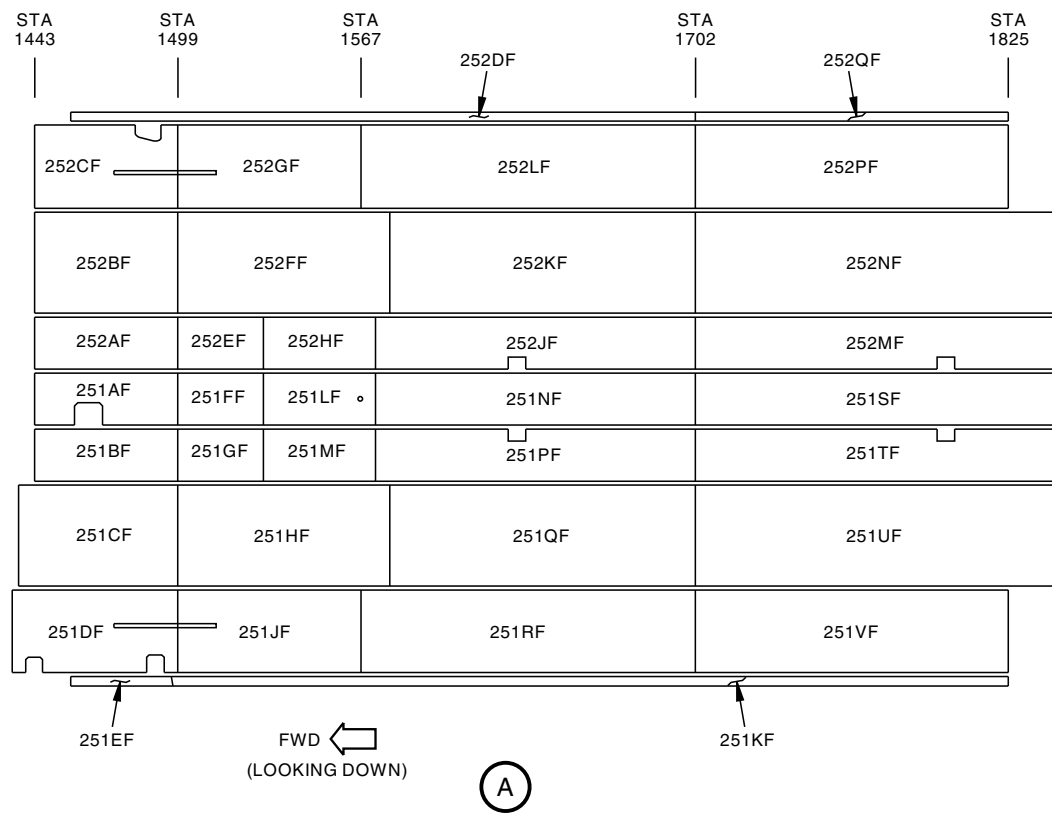 STA STA STA STA STA
1443 1499 1567 1702 1825
252DF 252QF
252CF 252GF 252LF 252PF
252BF 252FF 252KF 252NF
252AF 252EF 252HF 252JF 252MF
251AF 251FF 251LF 251NF 251SF
251BF 251GF 251MF 251PF 251TF
251CF 251HF 251QF 251UF
251DF 251JF 251RF 251VF
251EF FWD 251KF
(LOOKING DOWN)
A